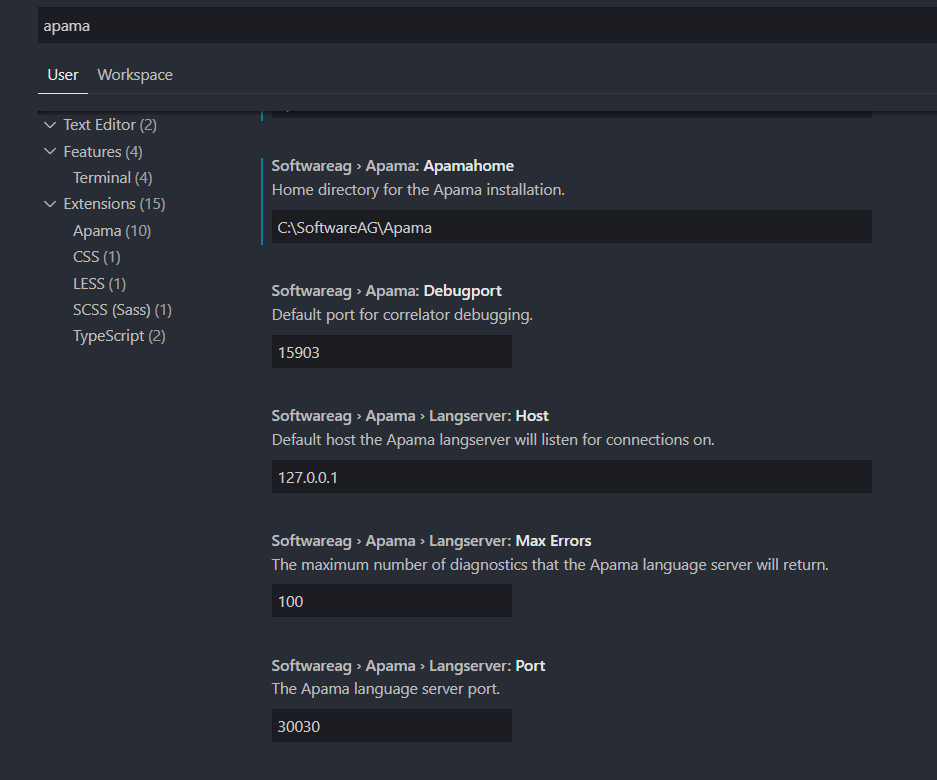 apama
User Workspace
Text Editor (2)
Features (4)
Terminal (4)
Extensions (15)
Apama (10)
CSS (1)
LESS (1)
SCSS (Sass) (1)
TypeScript (2)
Softwareag › Apama: Apamahome
Home directory for the Apama installation.
C:\SoftwareAG\Apama
Softwareag › Apama: Debugport
Default port for correlator debugging.
15903
Softwareag › Apama › Langserver: Host
Default host the Apama langserver will listen for connections on.
127.0.0.1
Softwareag › Apama › Langserver: Max Errors
The maximum number of diagnostics that the Apama language server will return.
100
Softwareag › Apama › Langserver: Port
The Apama language server port.
30030